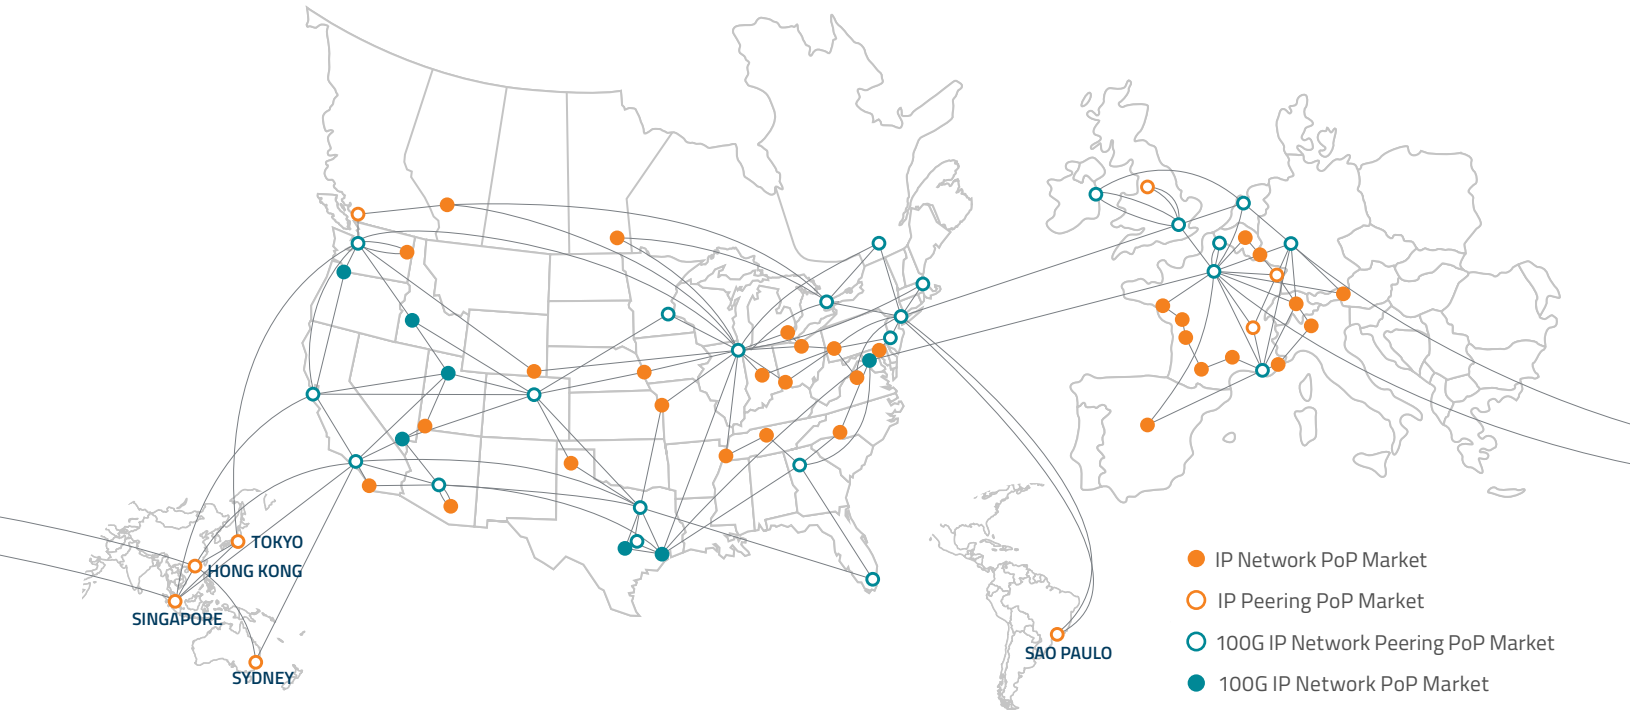 TOKYO
HONG KONG
SINGAPORE
SYDNEY
SAO PAULO
IP Network PoP Market
IP Peering PoP Market
100G IP Network Peering PoP Market
100G IP Network PoP Market